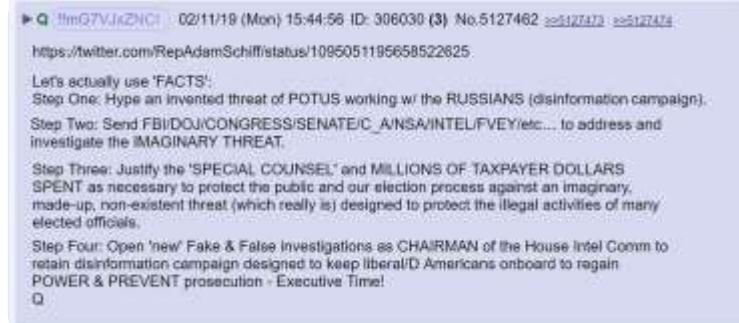 Q !!mG7VJxZNCI 02/11/19 (Mon) 15:44:56 ID: 306030 (3) No.5127462 >>5127473 >>5127474
https://twitter.com/RepAdamSchiff/status/1095051195658522625
Let's actually use 'FACTS':
Step One: Hype an invented threat of POTUS working w/ the RUSSIANS (disinformation campaign).
Step Two: Send FBI/DOJ/CONGRESS/SENATE/C_A/NSA/INTEL/FVEY/etc.... to address and
investigate the IMAGINARY THREAT.
Step Three: Justify the 'SPECIAL COUNSEL' and MILLIONS OF TAXPAYER DOLLARS
SPENT as necessary to protect the public and our election process against an imaginary,
made-up, non-existent threat (which really is) designed to protect the illegal activities of many
elected officials.
Step Four: Open 'new' Fake & False Investigations as CHAIRMAN of the House Intel Comm to
retain disinformation campaign designed to keep liberal/D Americans onboard to regain
POWER & PREVENT prosecution - Executive Time!
Q